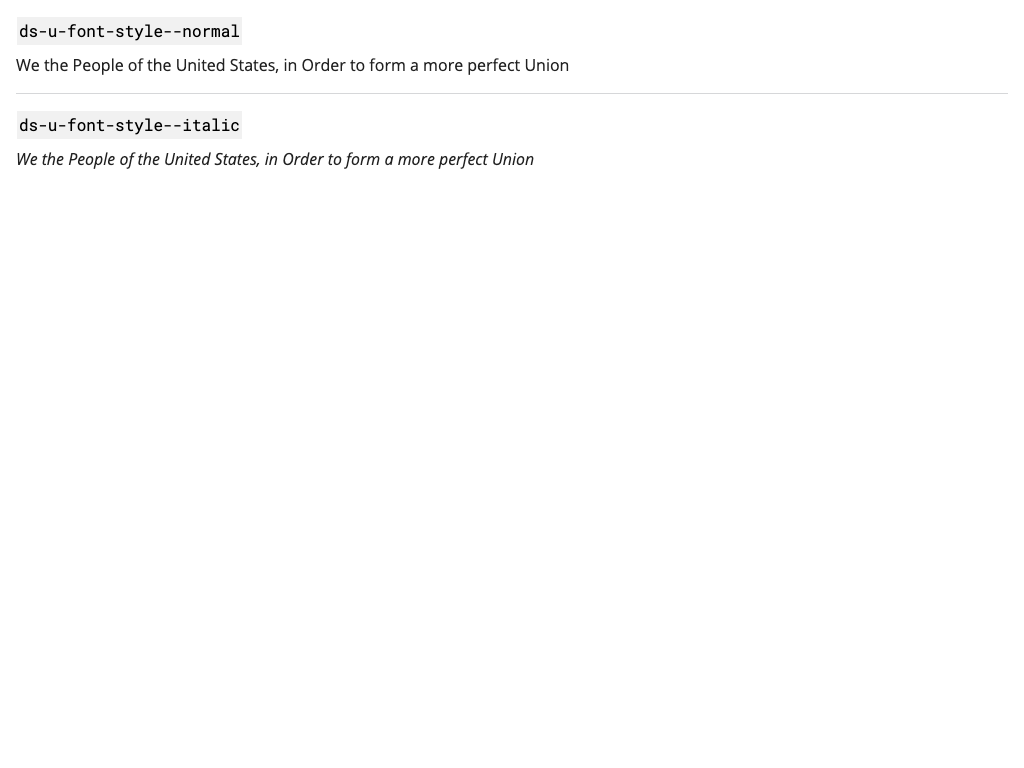 ds-u-font-style--normal
We the People of the United States, in Order to form a more perfect Union
ds-u-font-style--italic
We the People of the United States, in Order to form a more perfect Union